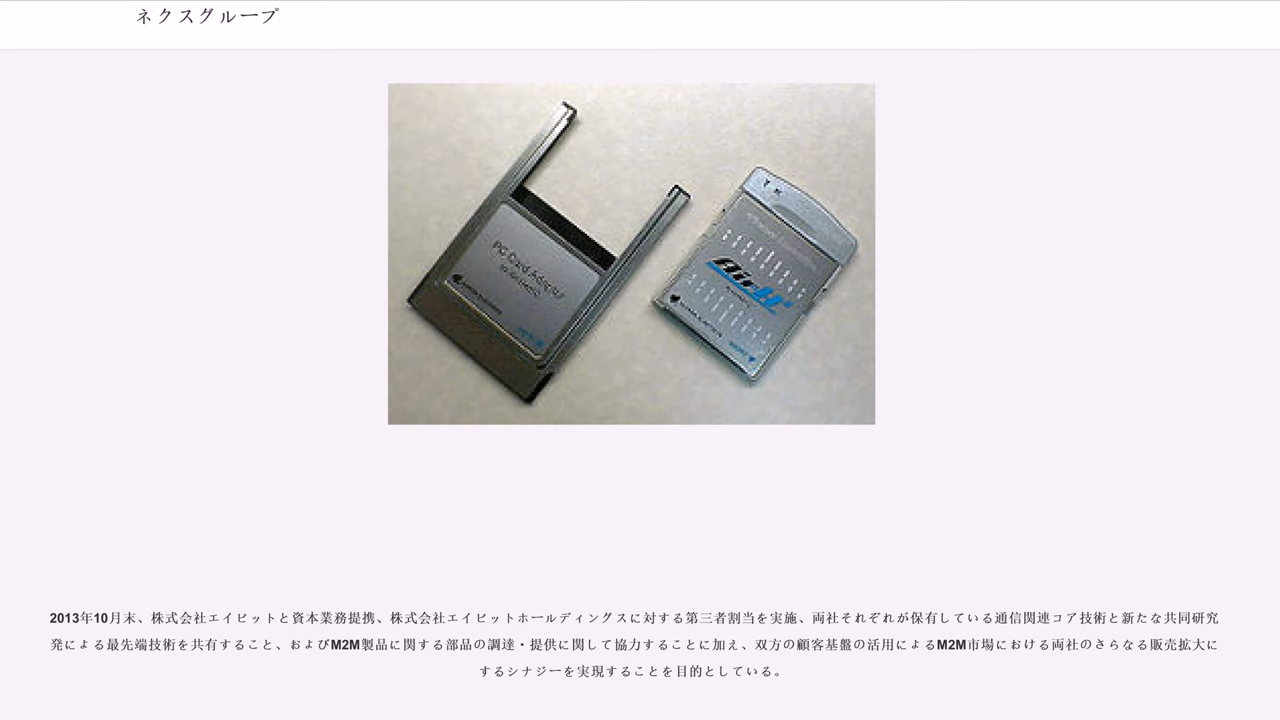 ネクスグループ
PC Card Adapter
2013年10月末、株式会社エイビットと資本業務提携、株式会社エイビットホールディングスに対する第三者割当を実施、両社それぞれが保有している通信関連コア技術と新たな共同研究
発による最先端技術を共有すること、およびM2M製品に関する部品の調達・提供に関して協力することに加え、双方の顧客基盤の活用によるM2M市場における両社のさらなる販売拡大に
するシナジーを実現することを目的としている。